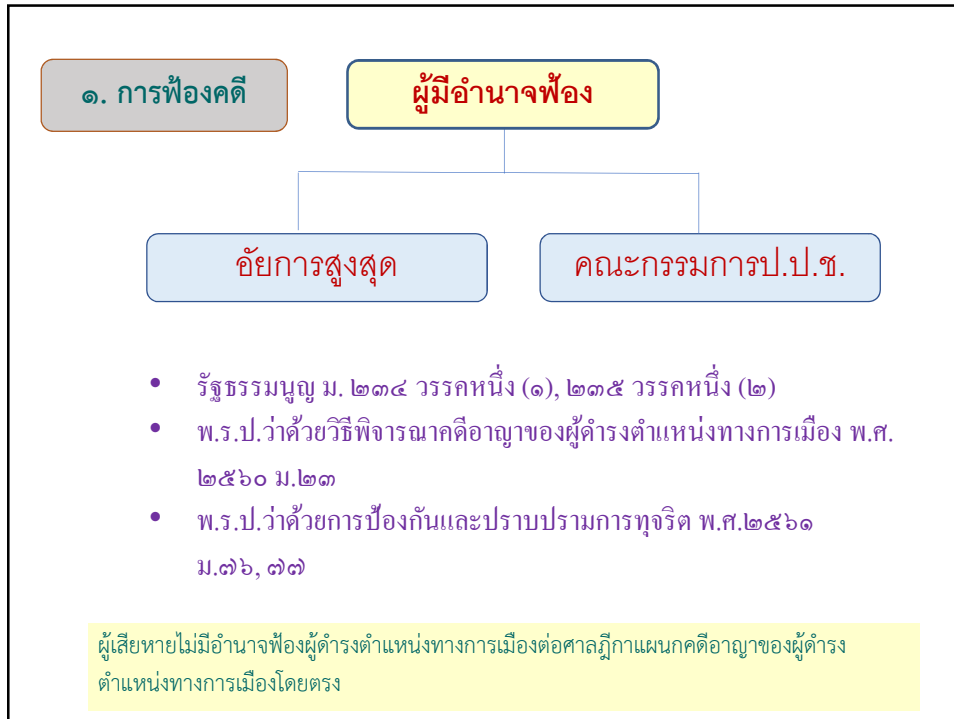 ๑. การฟ้องคดี
ผู้มีอำนาจฟ้อง
อัยการสูงสุด
คณะกรรมการป.ป.ช.
• รัฐธรรมนูญ ม. ๒๓๔ วรรคหนึ่ง (๑), ๒๓๕ วรรคหนึ่ง (๒)
• พ.ร.ป.ว่าด้วยวิธีพิจารณาคดีอาญาของผู้ดำรงตำแหน่งทางการเมือง พ.ศ.
๒๕๖๐ ม.๒๓
• พ.ร.ป.ว่าด้วยการป้องกันและปราบปรามการทุจริต พ.ศ.๒๕๖๑
ม.๗๖, ๗๗
ผู้เสียหายไม่มีอำนาจฟ้องผู้ดำรงตำแหน่งทางการเมืองต่อศาลฎีกาแผนกคดีอาญาของผู้ดำรง
ตำแหน่งทางการเมืองโดยตรง